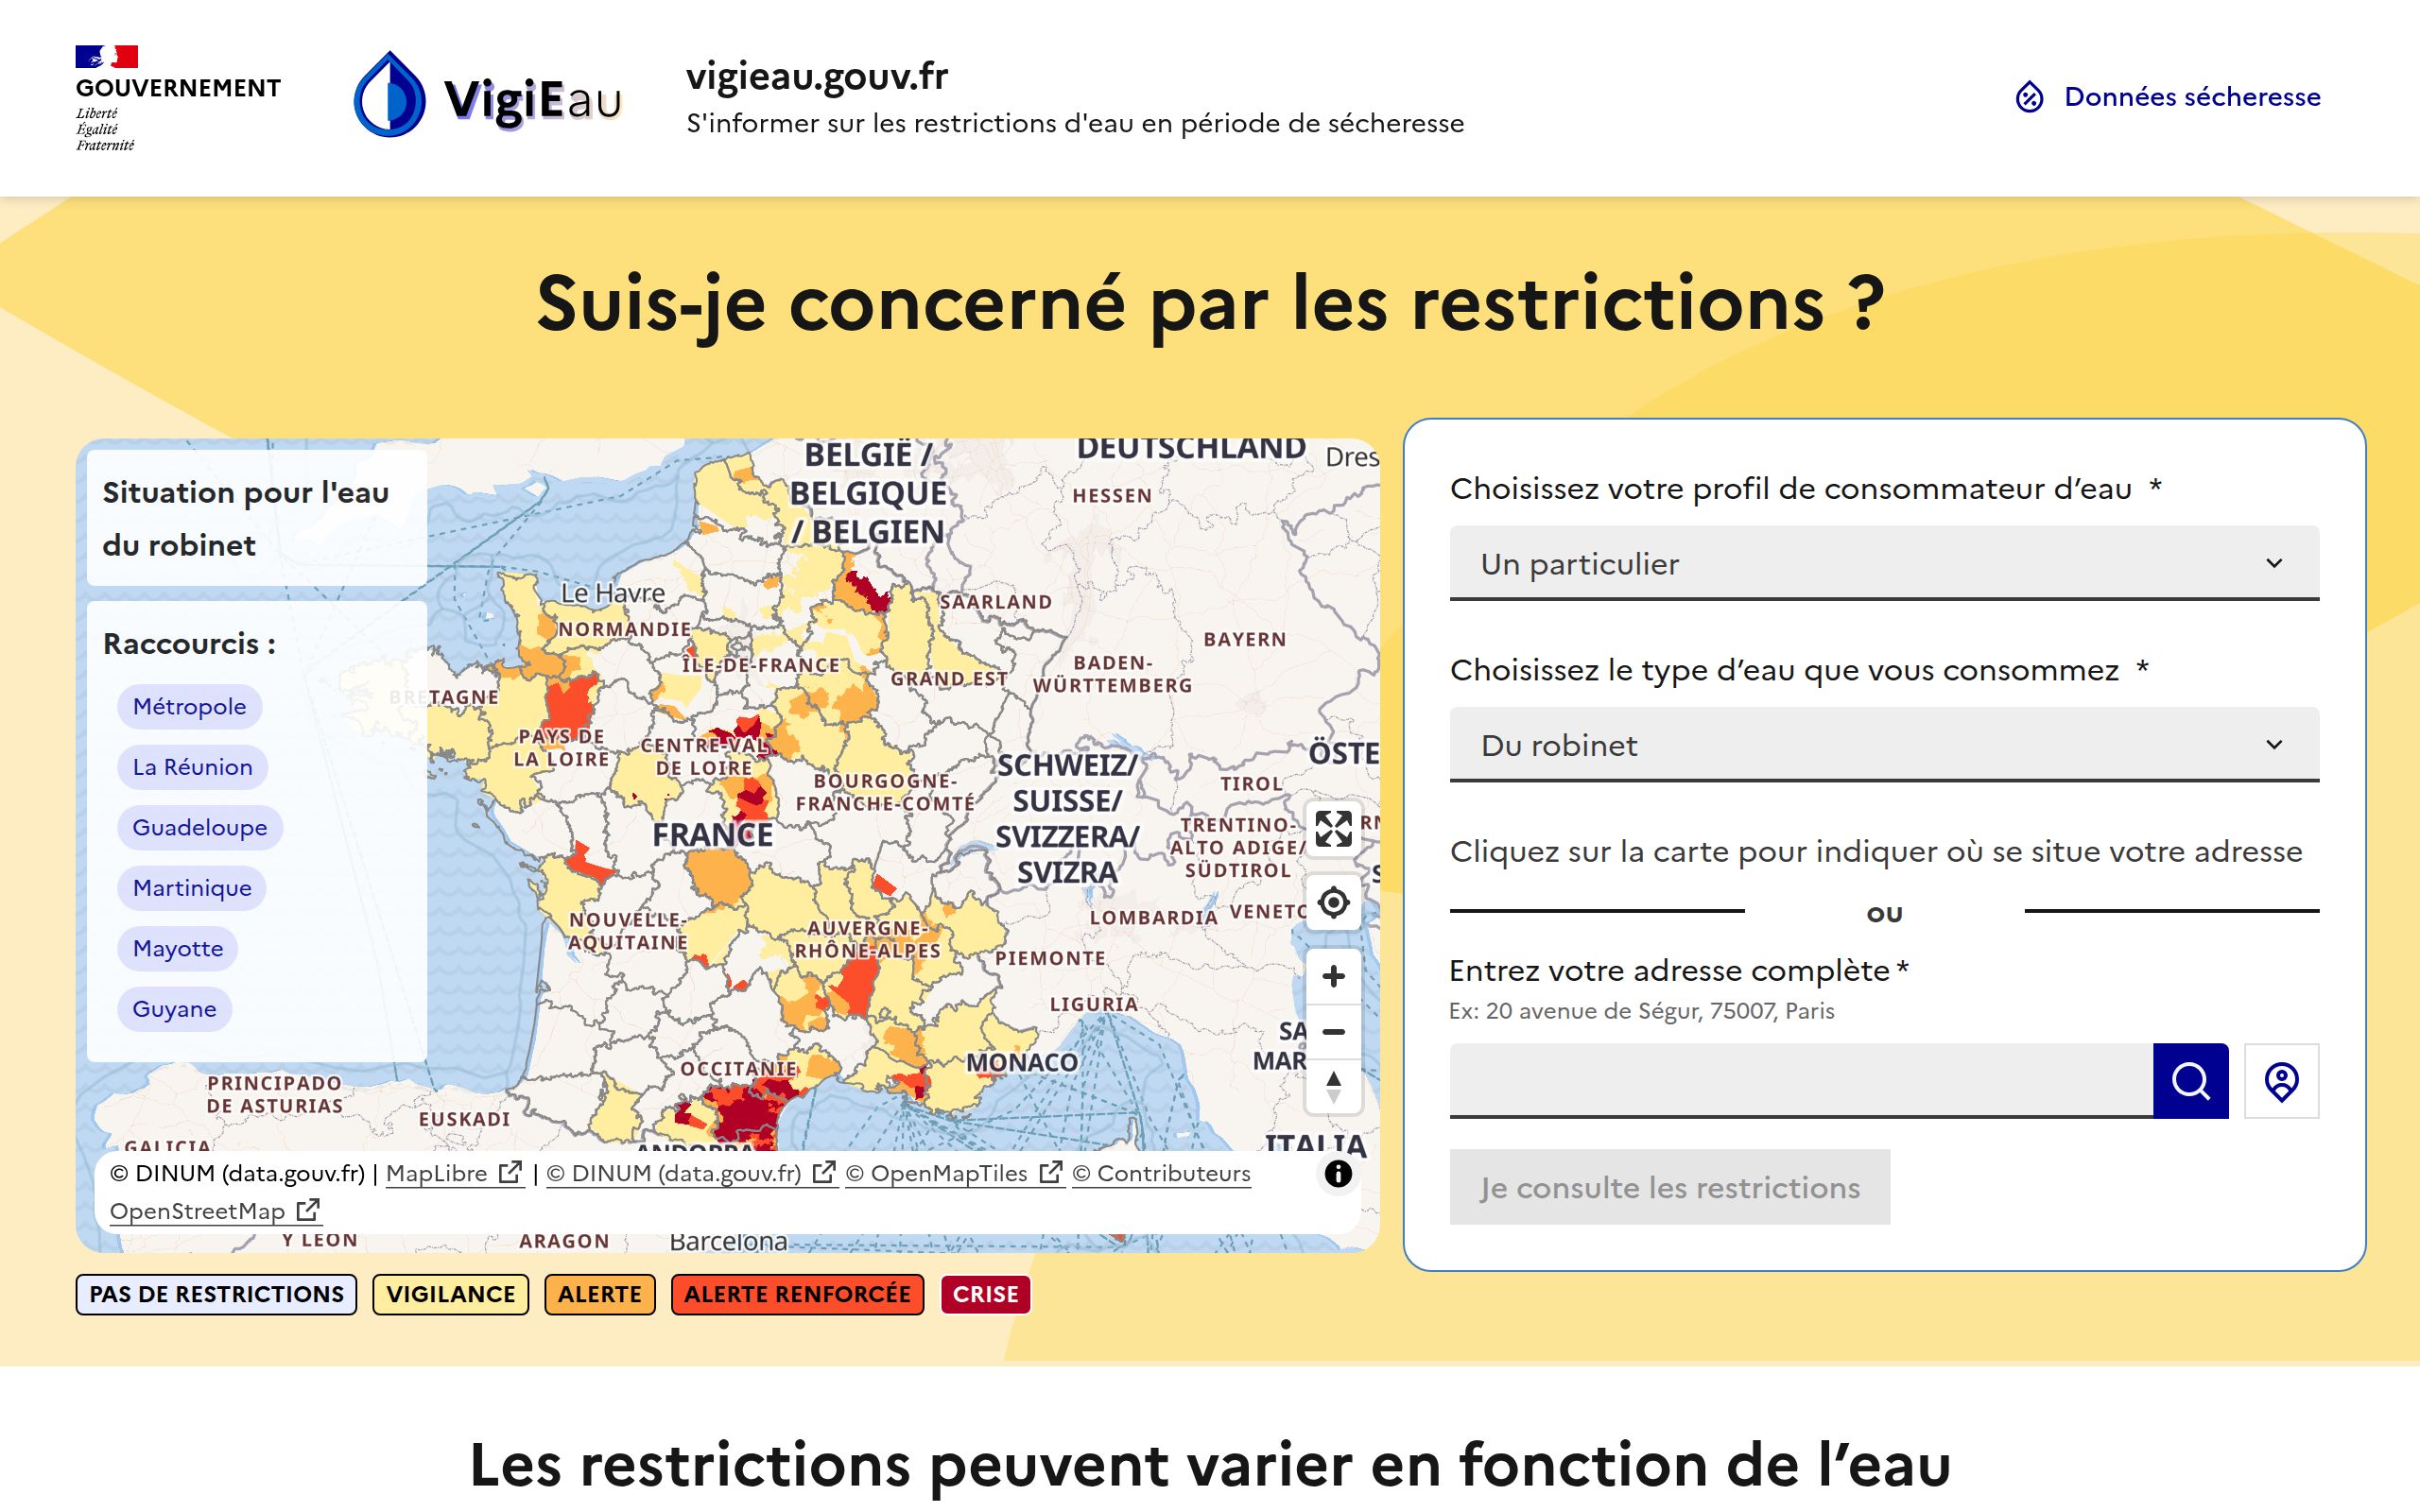 GOUVERNEMENT
Liberté
Égalité
Fraternité
VigiEau
vigieau.gouv.fr
S'informer sur les restrictions d'eau en période de sécheresse
Données sécheresse
Suis-je concerné par les restrictions ?
Situation pour l'eau
du robinet
Raccourcis :
Métropole
La Réunion
Guadeloupe
Martinique
Mayotte
Guyane
BELGIË /
BELGIQUE
/ BELGIEN
DEUTSCHLAND
Dres
HESSEN
Le Havre
NORMANDIE
SAARLAND
ÎLE-DE-FRANCE
GRAND EST
BADEN-
WÜRTTEMBERG
BAYERN
BRETAGNE
PAYS DE
LA LOIRE
CENTRE-VAL
DE LOIRE
BOURGOGNE-
FRANCHE-COMTÉ
SCHWEIZ/
SUISSE/
SVIZZERA/
SVIZRA
ÖSTE
TIROL
TRENTINO-
ALTO ADIGE/
SÜDTIROL
FRANCE
NOUVELLE-
AQUITAINE
AUVERGNE-
RHÔNE-ALPES
LOMBARDIA
VENETO
PIEMONTE
LIGURIA
SA
MAR
MONACO
OCCITANIE
PRINCIPADO
DE ASTURIAS
EUSKADI
GALICIA
ANDORRA
ITALIA
© DINUM (data.gouv.fr) | MapLibre | © DINUM (data.gouv.fr) © OpenMapTiles © Contributeurs
OpenStreetMap
Y LEÓN
ARAGÓN
Barcelona
PAS DE RESTRICTIONS
VIGILANCE
ALERTE
ALERTE RENFORCÉE
CRISE
Choisissez votre profil de consommateur d’eau *
Un particulier
Choisissez le type d’eau que vous consommez *
Du robinet
Cliquez sur la carte pour indiquer où se situe votre adresse
OU
Entrez votre adresse complète *
Ex: 20 avenue de Ségur, 75007, Paris
Je consulte les restrictions
Les restrictions peuvent varier en fonction de l’eau